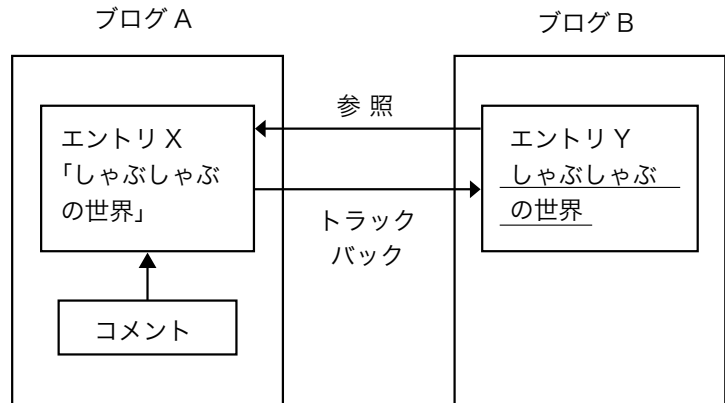 ブログ A
ブログ B
エントリ X
「しゃぶしゃぶ
の世界」
コメント
参 照
トラック
バック
エントリ Y
しゃぶしゃぶ
の世界